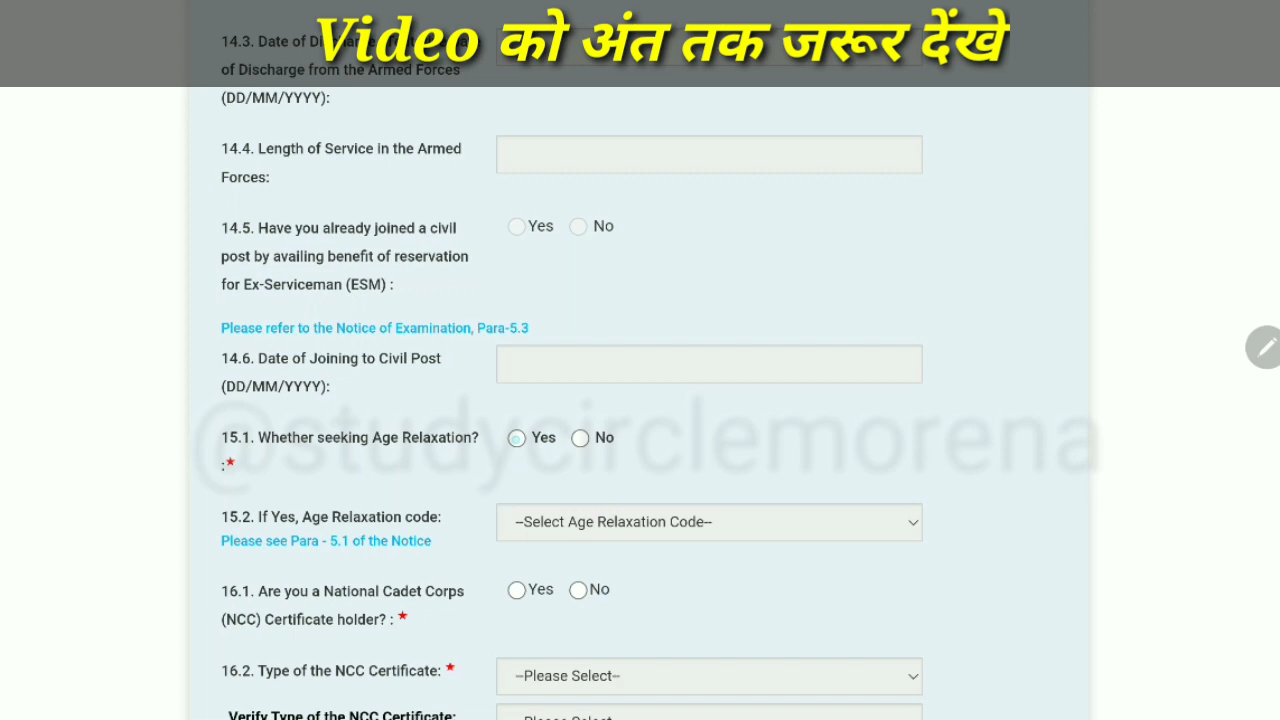 Video को अंत तक जरूर देंखे
14.3. Date of
of Discharge from the Armed Forces
(DD/MM/YYYY):
14.4. Length of Service in the Armed
Forces:
14.5. Have you already joined a civil
post by availing benefit of reservation
for Ex-Serviceman (ESM) :
Yes No
Please refer to the Notice of Examination, Para-5.3
14.6. Date of Joining to Civil Post
(DD/MM/YYYY):
@studycirclemorena
15.1. Whether seeking Age Relaxation?
:★
Yes No
15.2. If Yes, Age Relaxation code:
Please see Para - 5.1 of the Notice
--Select Age Relaxation Code--
16.1. Are you a National Cadet Corps
(NCC) Certificate holder? : ★
Yes No
16.2. Type of the NCC Certificate: ★
--Please Select--
Verify Type of the NCC Certificate:
--Please Select--